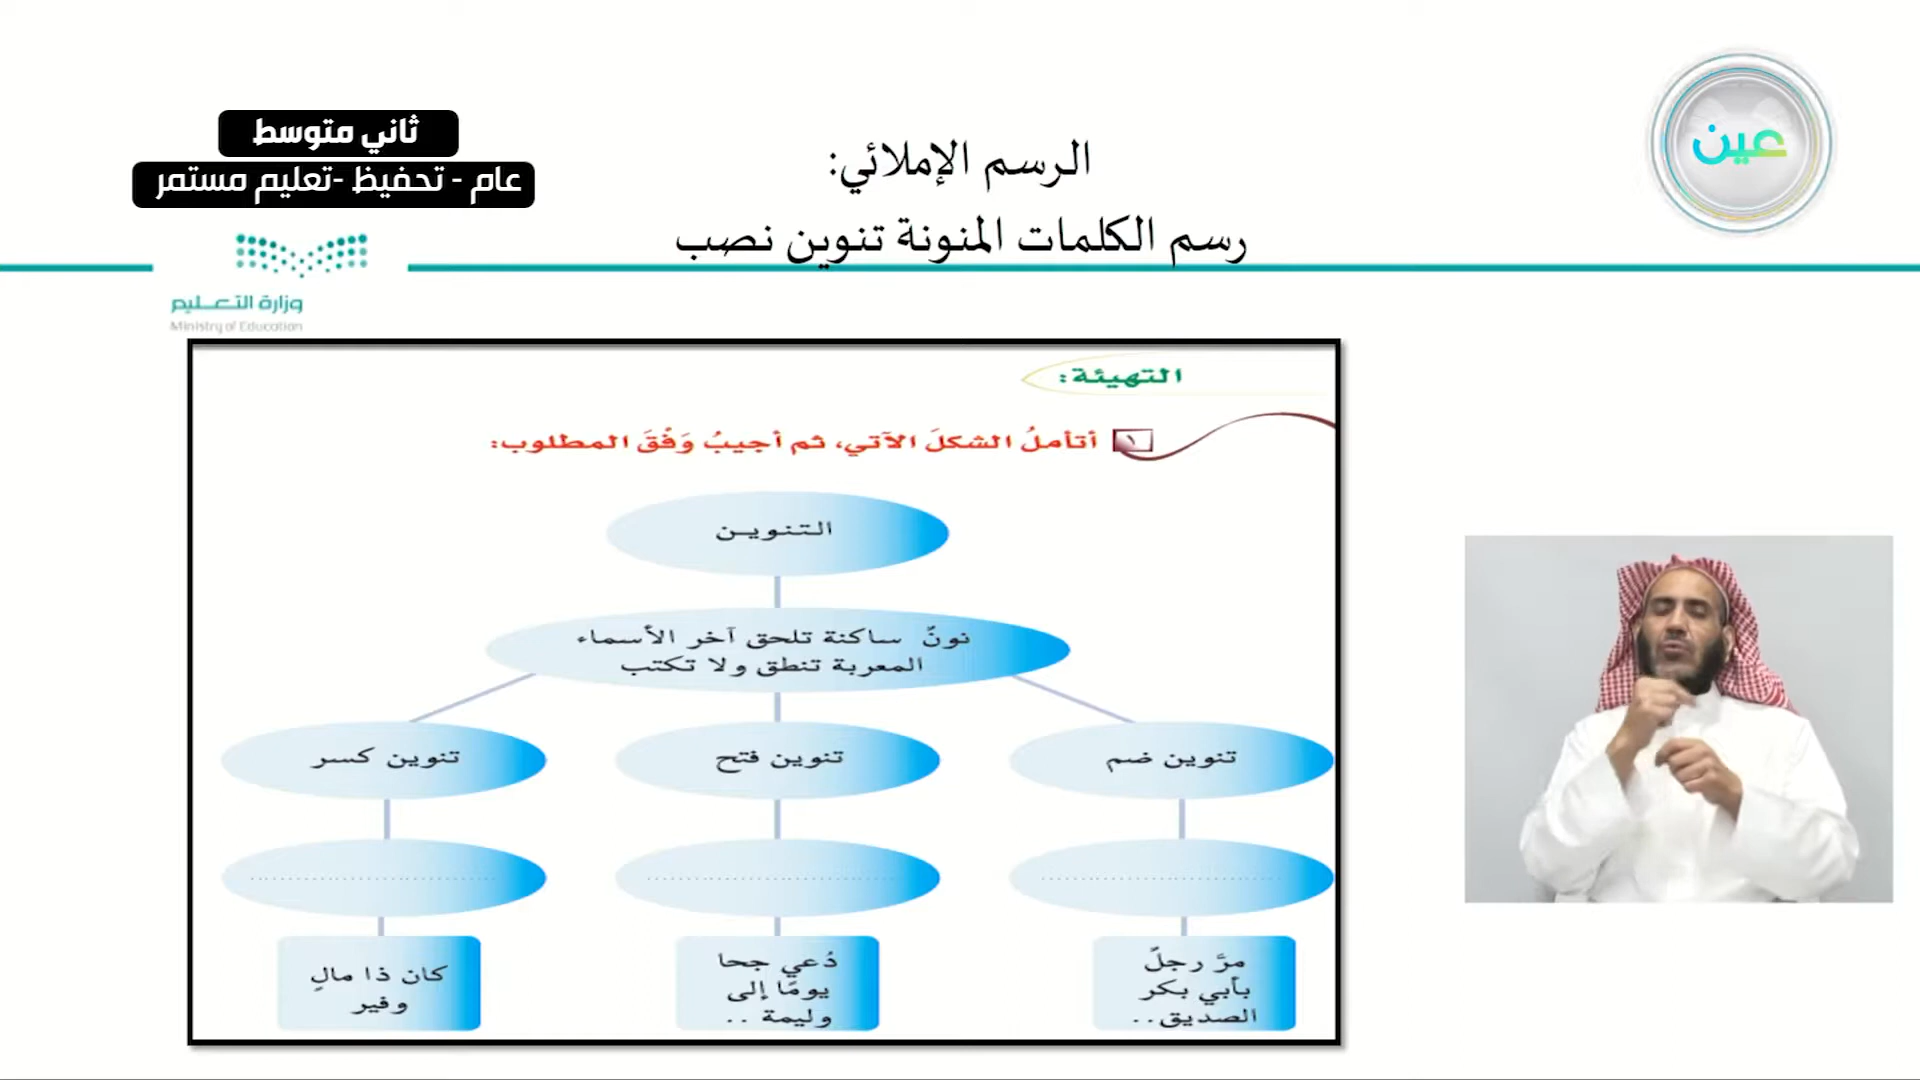 عين
ثاني متوسط
عام - تحفيظ -تعليم مستمر
الرسم الإملائي:
رسم الكلمات المنونة تنوين نصب
وزارة التعـــليم
Ministry of Education
التهيئة:
١ أتأملُ الشكلَ الآتي، ثم أجيبُ وَفْقَ المطلوب:
التنويـن
نونٌ ساكنة تلحق آخر الأسماء
المعربة تنطق ولا تكتب
تنوين ضم
تنوين فتح
تنوين كسر
مرَّ رجلٌ
بأبي بكر
الصديق..
دُعي جحا
يومًا إلى
وليمة ..
كان ذا مالٍ
وفير